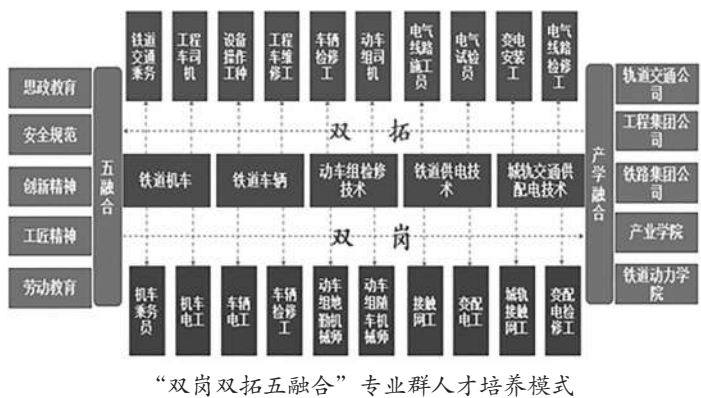 铁道
交通
乘务
工程
车司
机
设备
操作
工种
工程
车维
修工
车辆
检修
工
动车
组司
机
电气
线路
施工
员
电气
试验
员
变电
安装
工
电气
线路
检修
工
思政教育
安全规范
创新精神
工匠精神
劳动教育
五融合
双 拓
铁道机车
铁道车辆
动车组检修
技术
铁道供电技
术
城轨交通供
配电技术
双 岗
产学融合
轨道交通公
司
工程集团公
司
铁路集团公
司
产业学院
铁道动力学
院
机车
乘务
员
机车
电工
车辆
电工
车辆
检修
工
动车
组地
勤机
械师
动车
组随
车机
械师
接触
网工
变配
电工
城轨
接触
网工
变配
电检
修工
“双岗双拓五融合”专业群人才培养模式